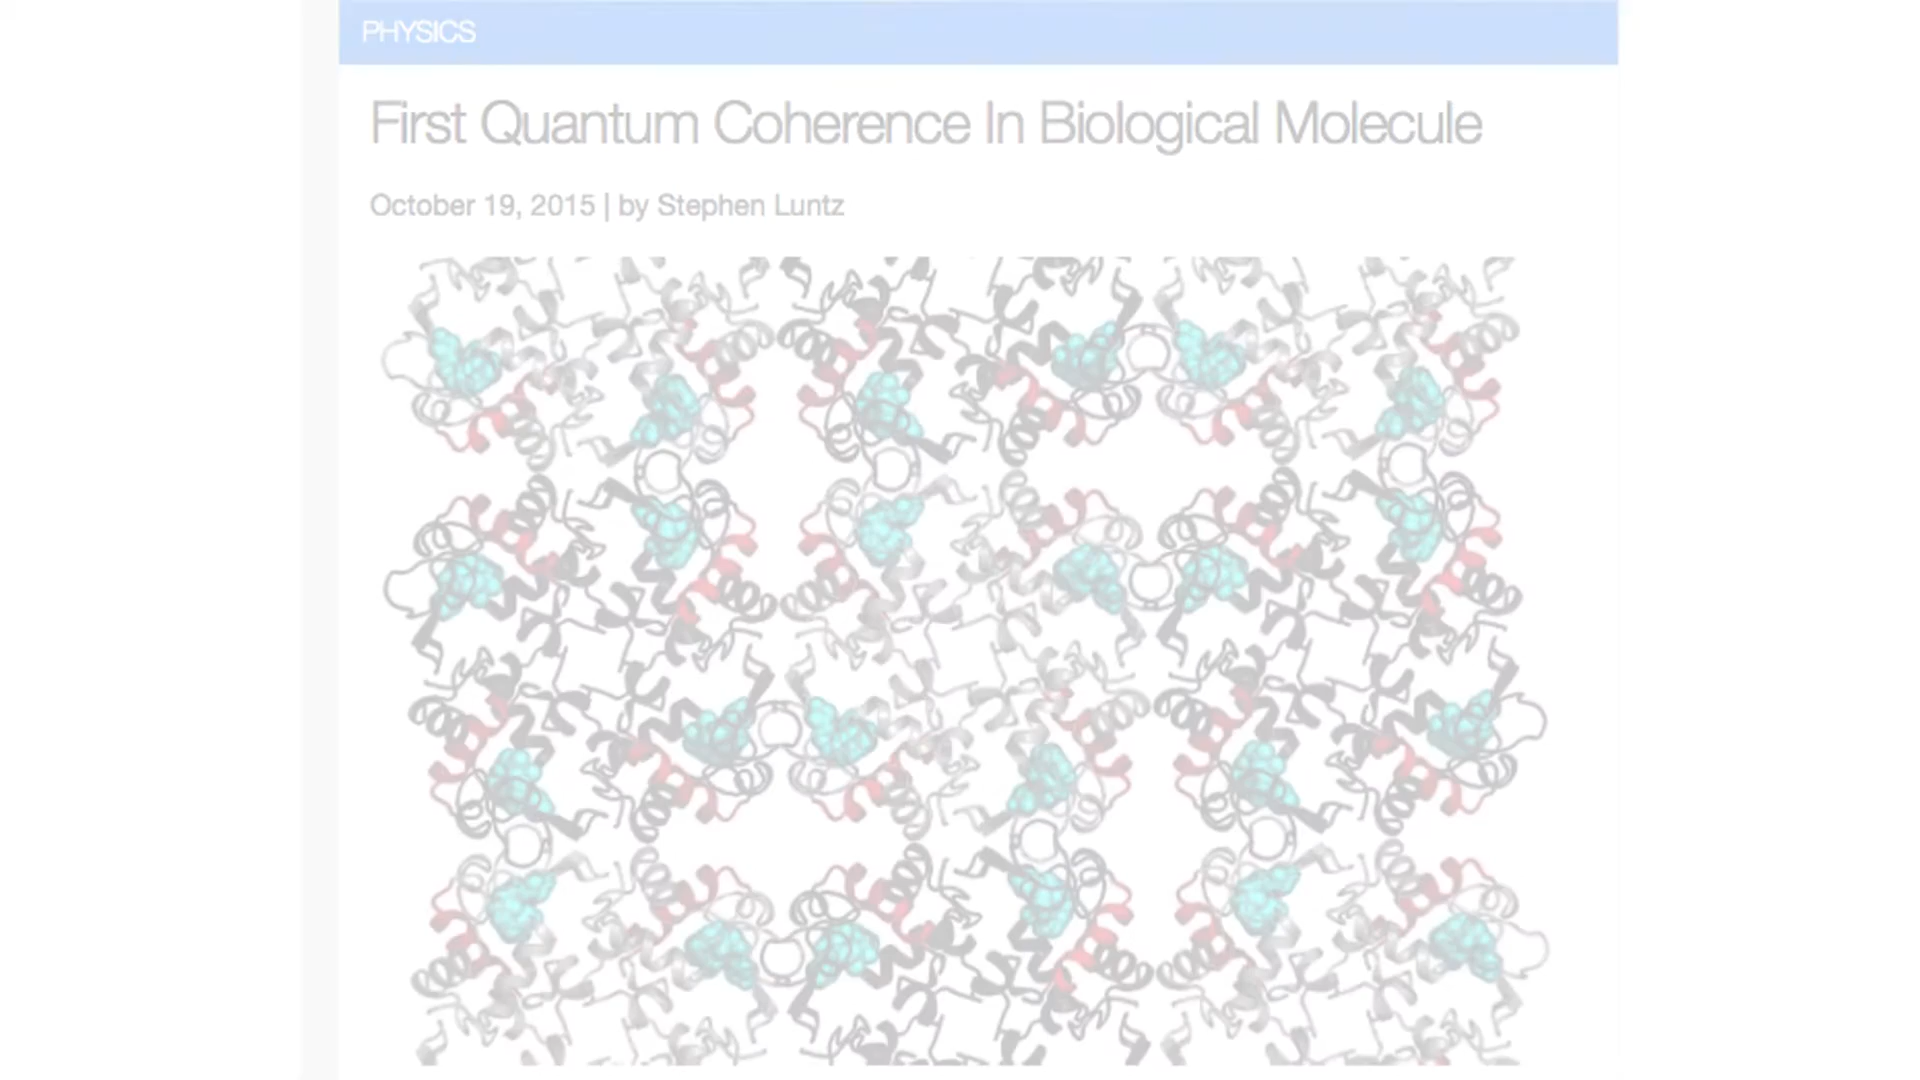 PHYSICS
First Quantum Coherence In Biological Molecule
October 19, 2015 | by Stephen Luntz